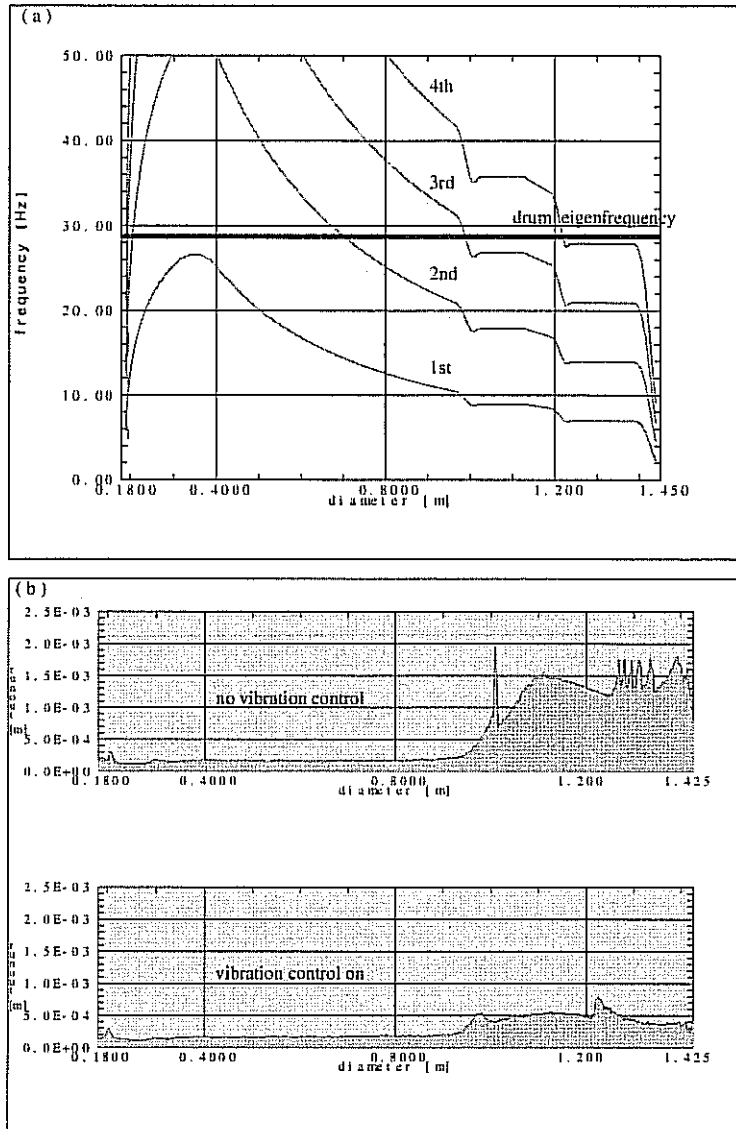 (a)
50.00
40.00
30.00
20.00
10.00
0.00
frequency [Hz]
4th
3rd
drum eigenfrequency
2nd
1st
0.1800 0.4000 0.8000 1.200 1.450
diameter [m]
(b)
2.5E-03
2.0E-03
1.5E-03
1.0E-03
5.0E-04
0.0E+00
[m]
no vibration control
0.1800 0.4000 0.8000 1.200 1.425
diameter [m]
2.5E-03
2.0E-03
1.5E-03
1.0E-03
5.0E-04
0.0E+00
[m]
vibration control on
0.1800 0.4000 0.8000 1.200 1.425
diameter [m]